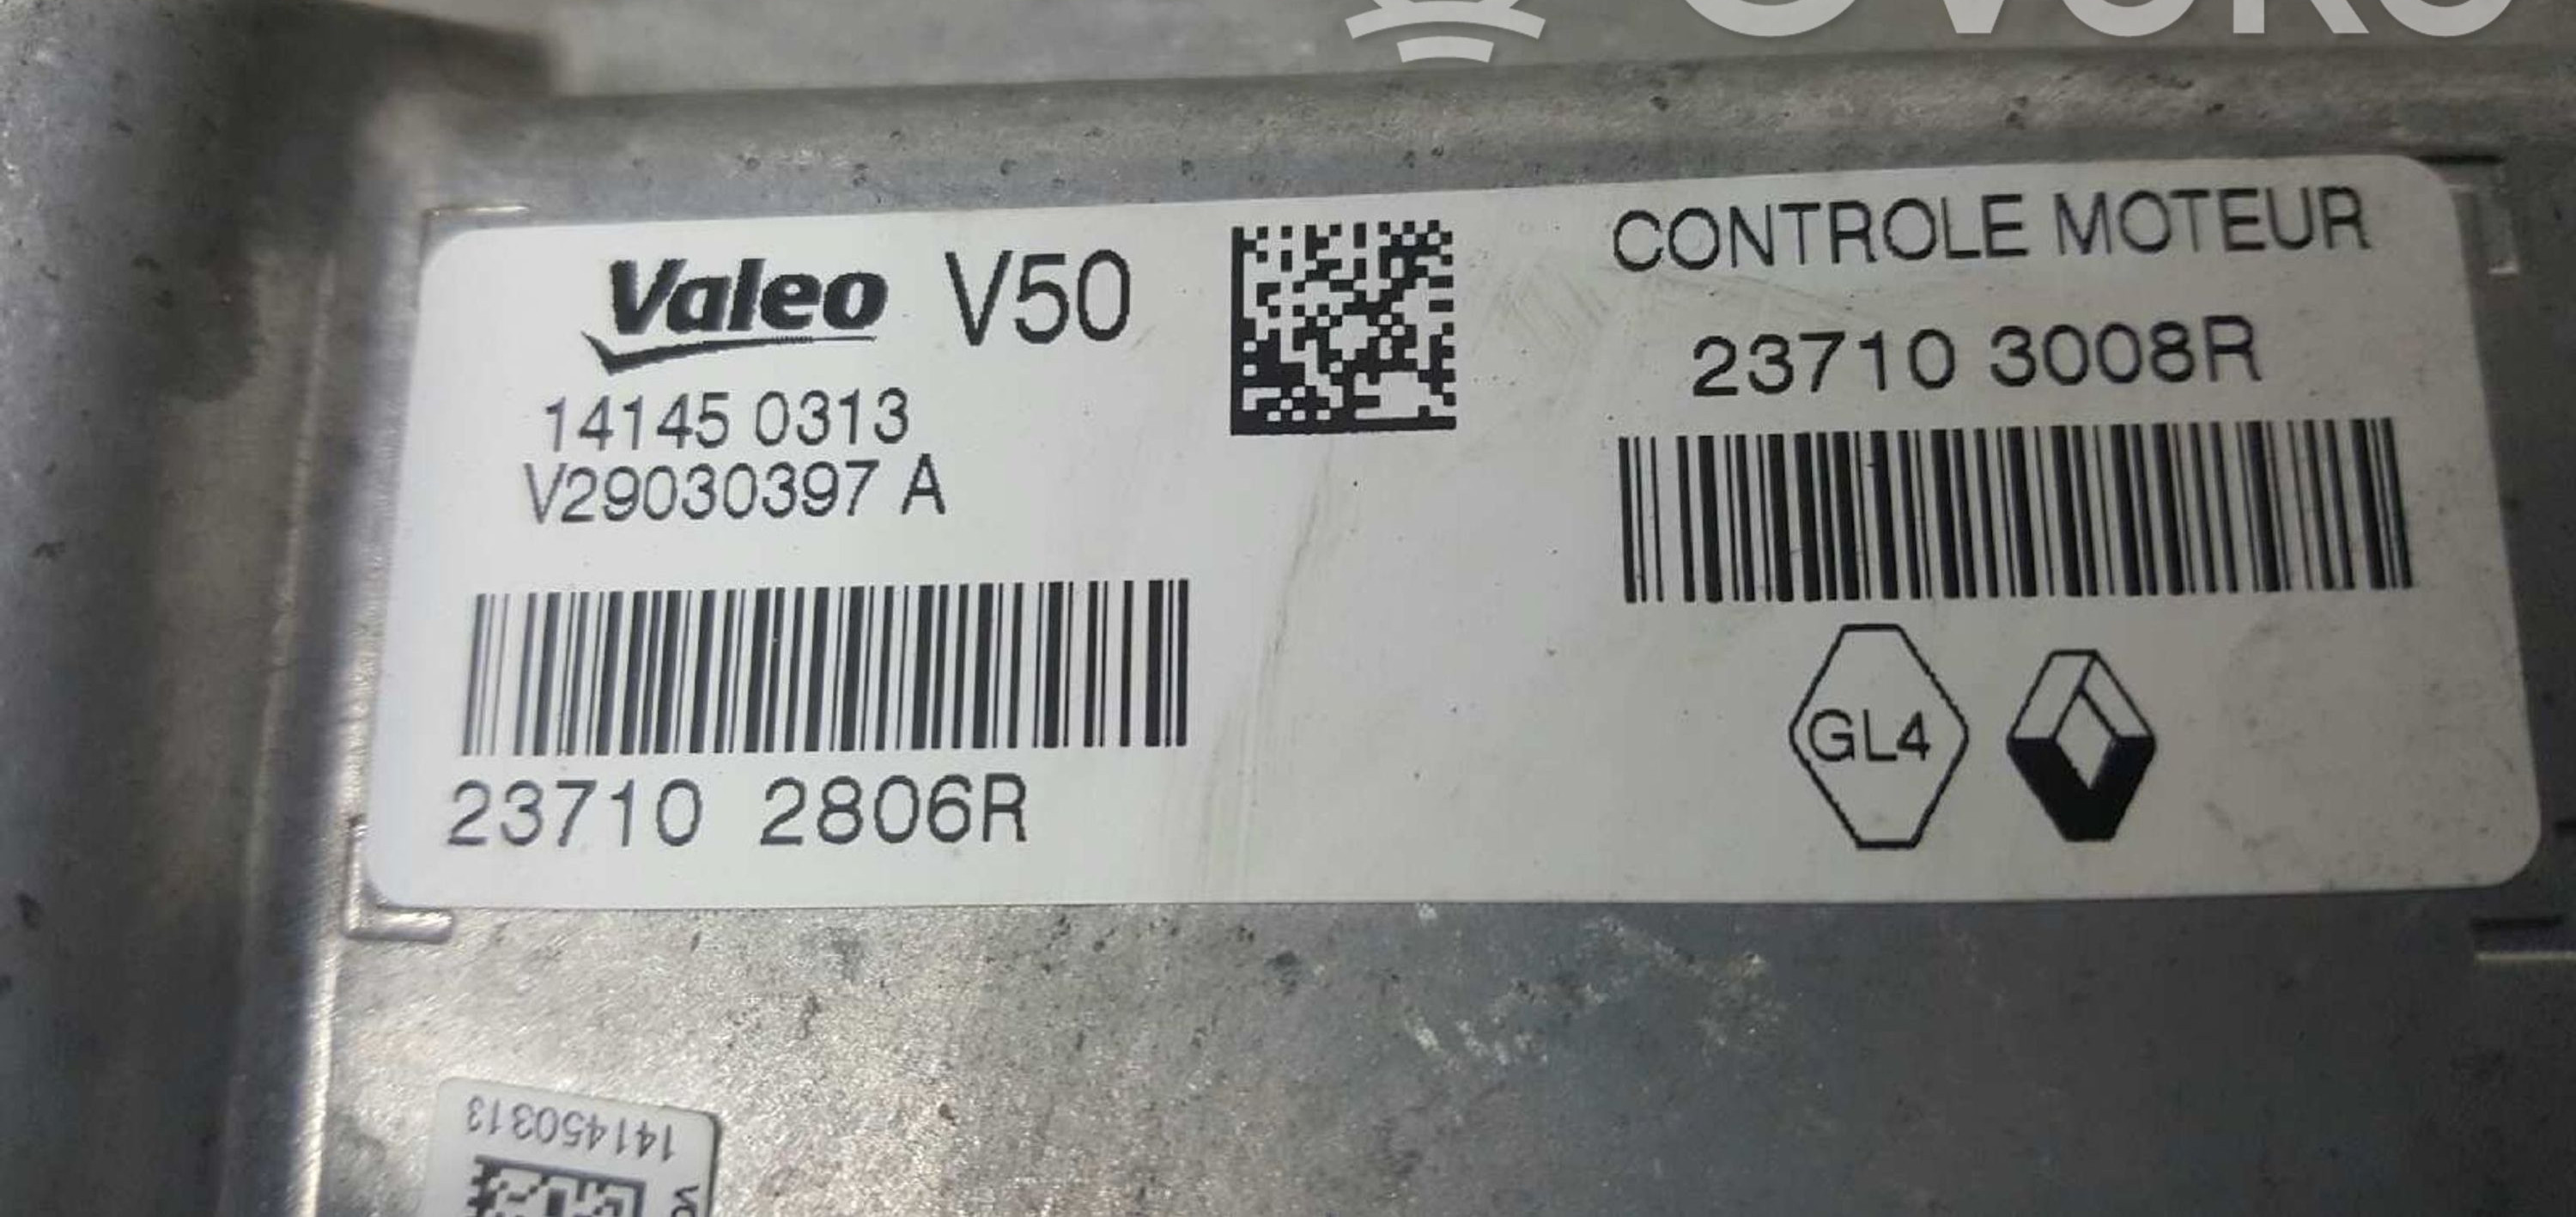 Valeo V50
14145 0313
V29030397 A
23710 2806R
CONTROLE MOTEUR
23710 3008R
GL4
141450313